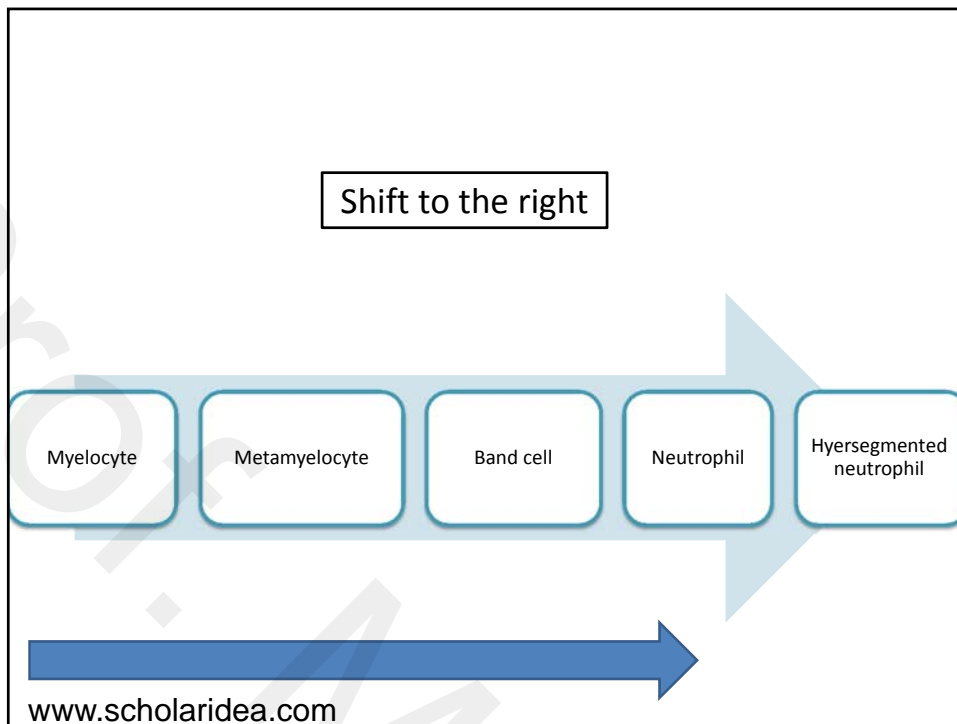 Shift to the right
Myelocyte
Metamyelocyte
Band cell
Neutrophil
Hyersegmented
neutrophil
www.scholaridea.com